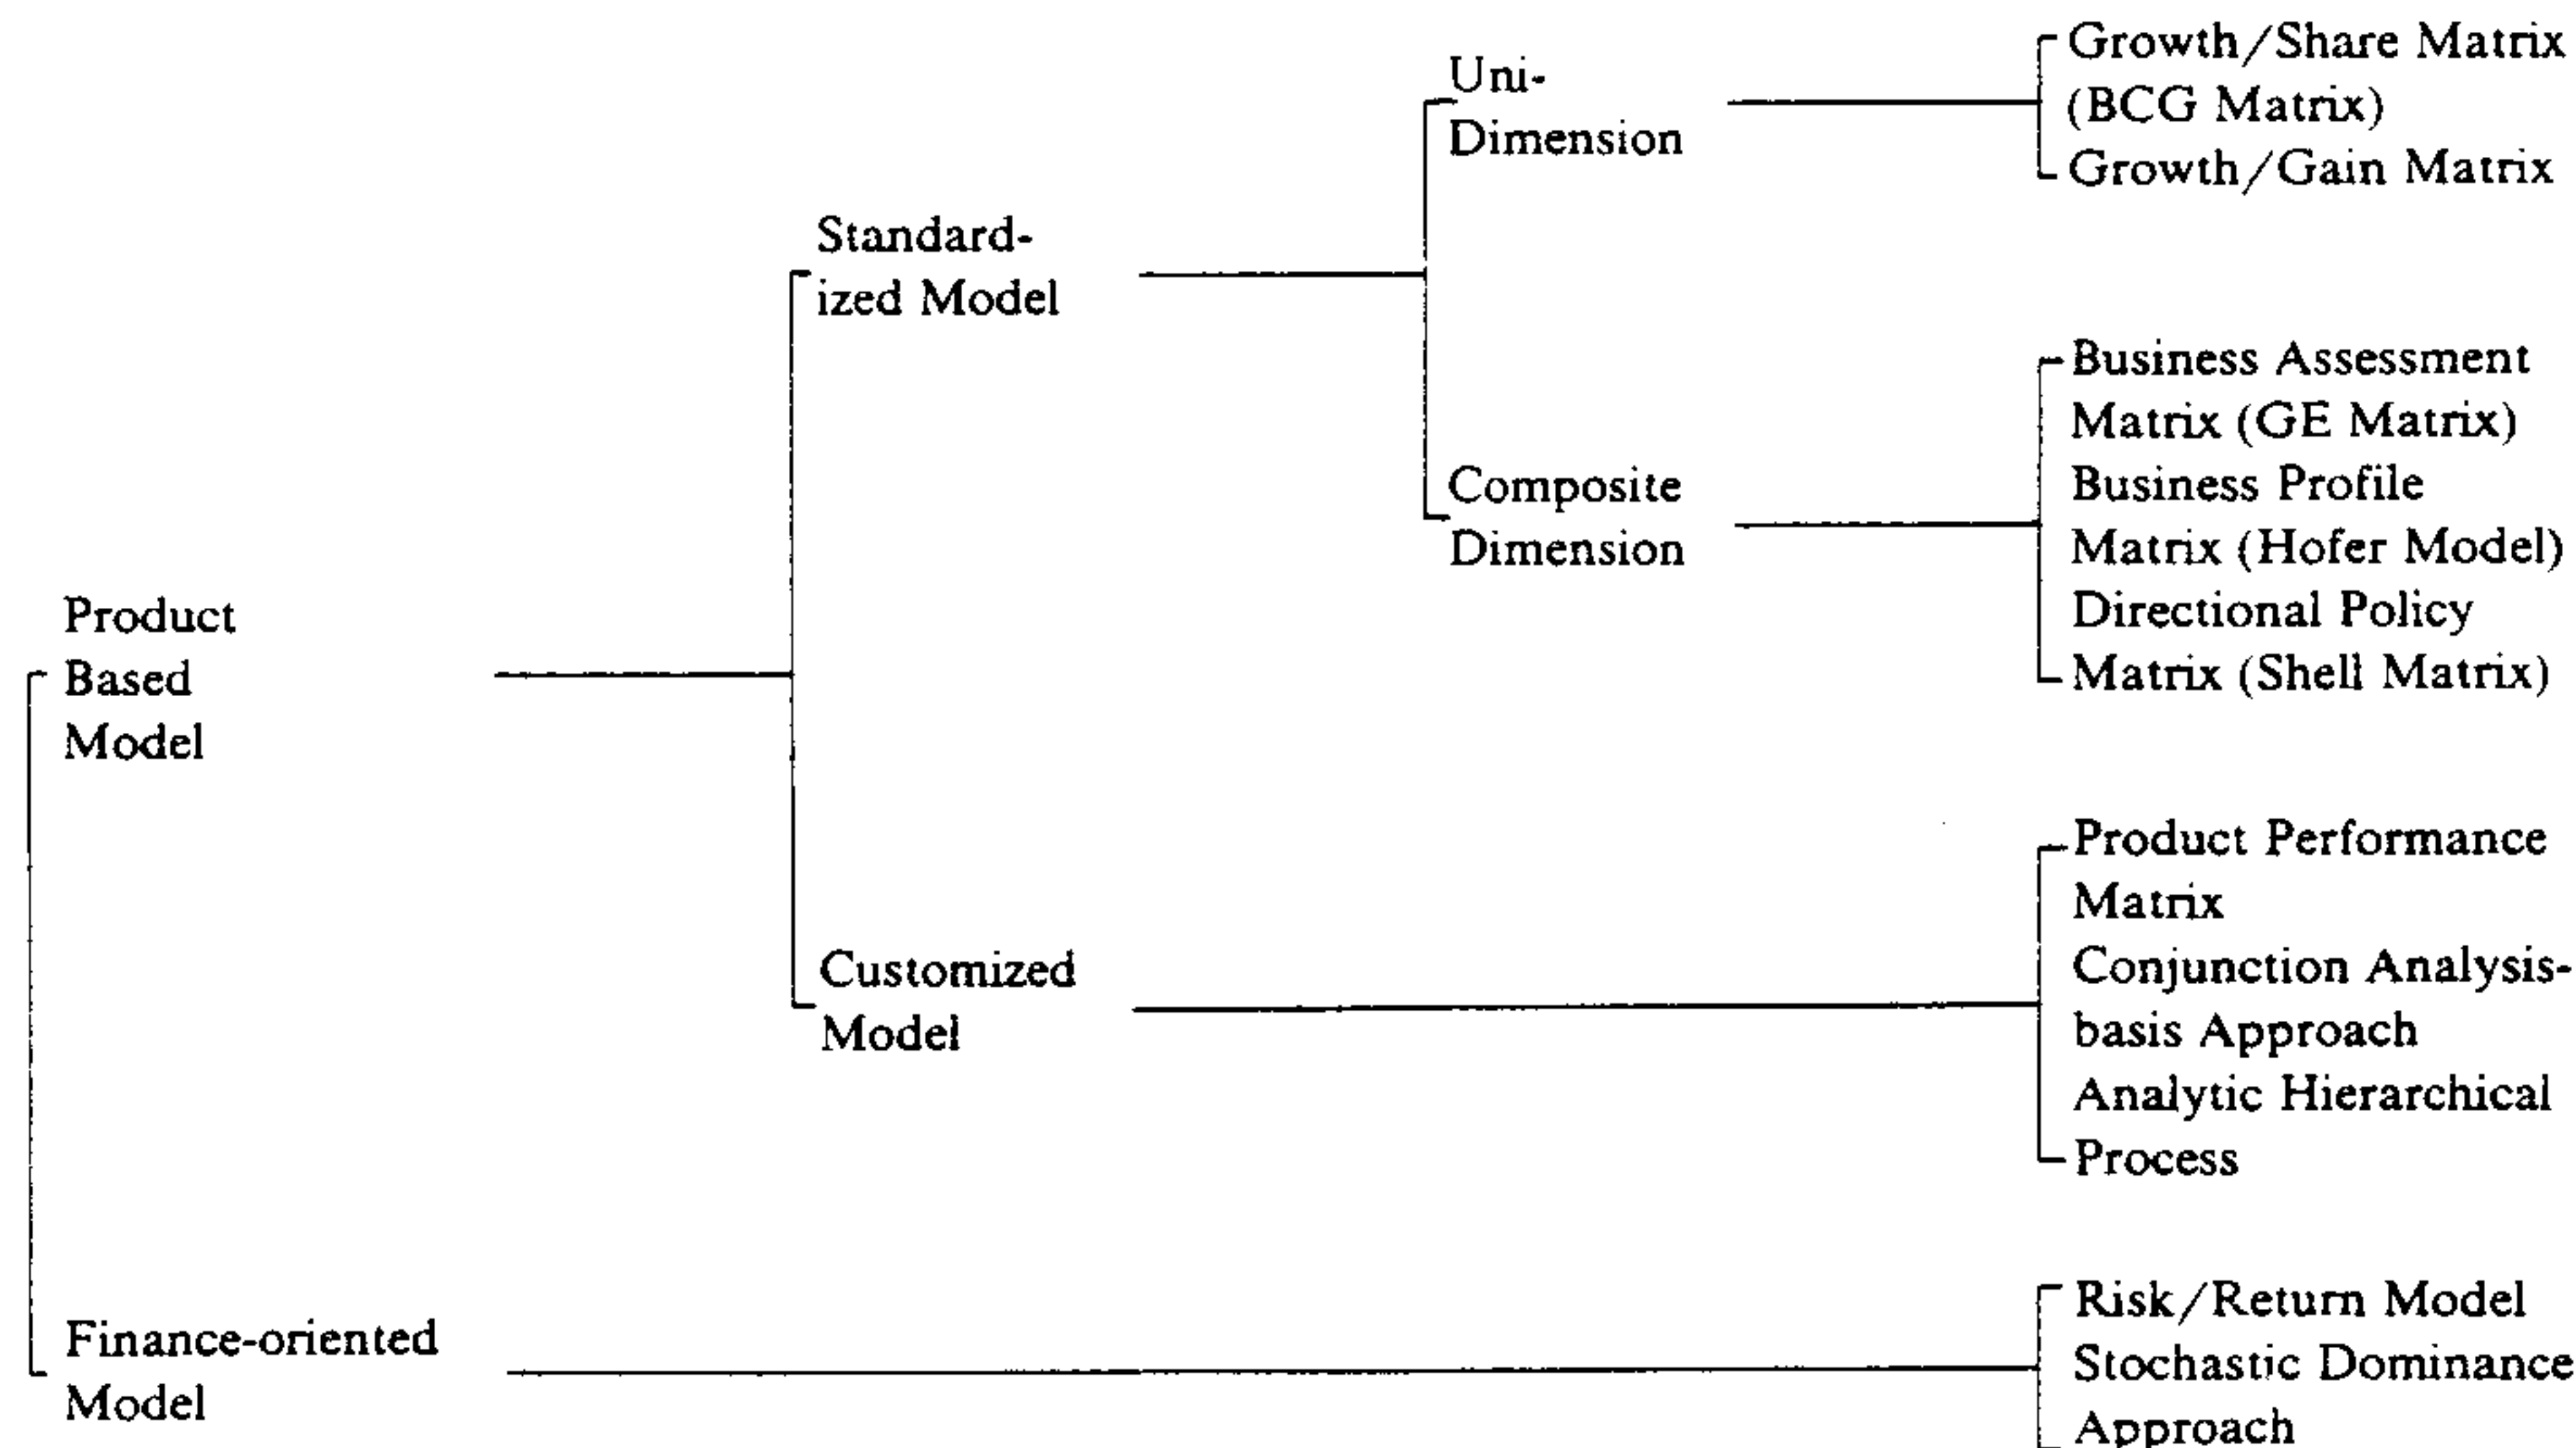 Growth/Share Matrix
(BCG Matrix)
Growth/Gain Matrix
Uni-
Dimension
Standard-
ized Model
Business Assessment
Matrix (GE Matrix)
Business Profile
Matrix (Hofer Model)
Directional Policy
Matrix (Shell Matrix)
Composite
Dimension
Product
Based
Model
Product Performance
Matrix
Conjunction Analysis-
basis Approach
Analytic Hierarchical
Process
Customized
Model
Risk/Return Model
Stochastic Dominance
Approach
Finance-oriented
Model